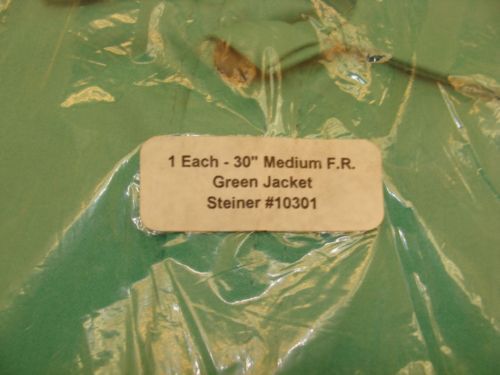 1 Each - 30" Medium F.R.
Green Jacket
Steiner #10301